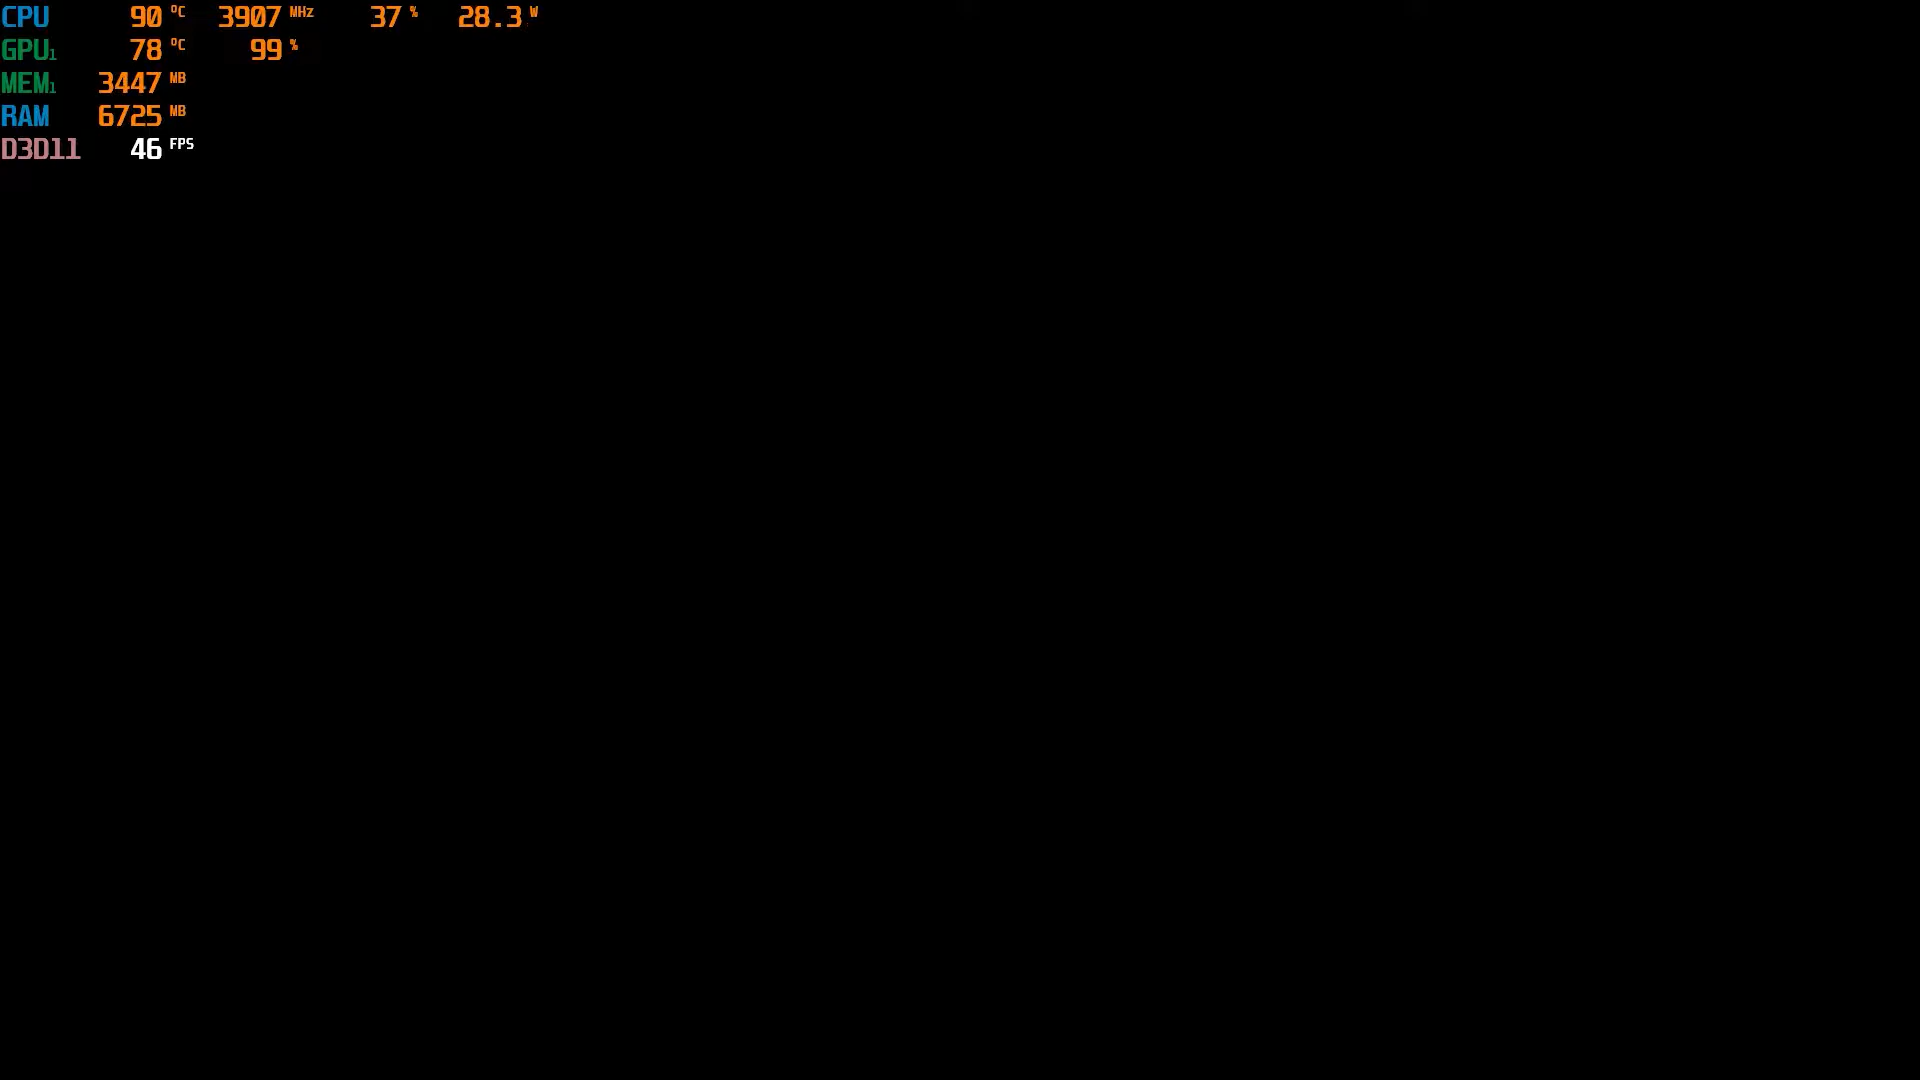 CPU 90 °C 3907 MHz 37 % 28.3 W
GPU1 78 °C 99 %
MEM1 3447 MB
RAM 6725 MB
D3D11 46 FPS